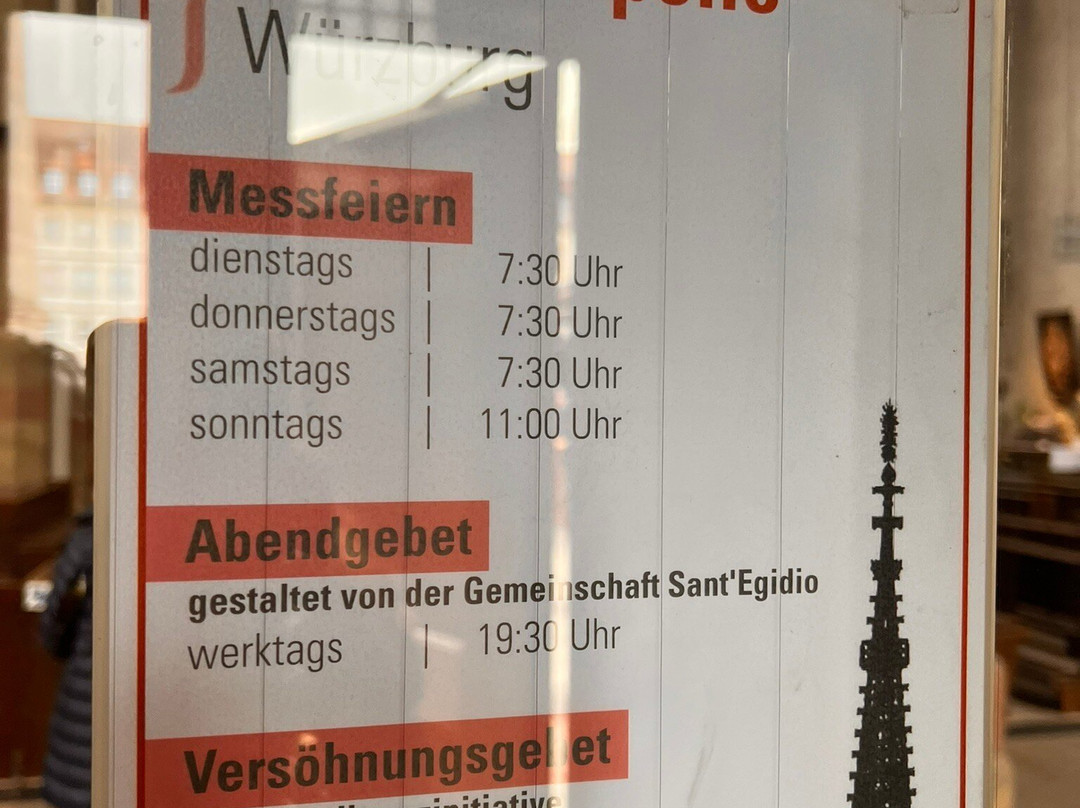 Würzburg
Messfeiern
dienstags | 7:30 Uhr
donnerstags | 7:30 Uhr
samstags | 7:30 Uhr
sonntags | 11:00 Uhr
Abendgebet
gestaltet von der Gemeinschaft Sant'Egidio
werktags | 19:30 Uhr
Versöhnungsgebet